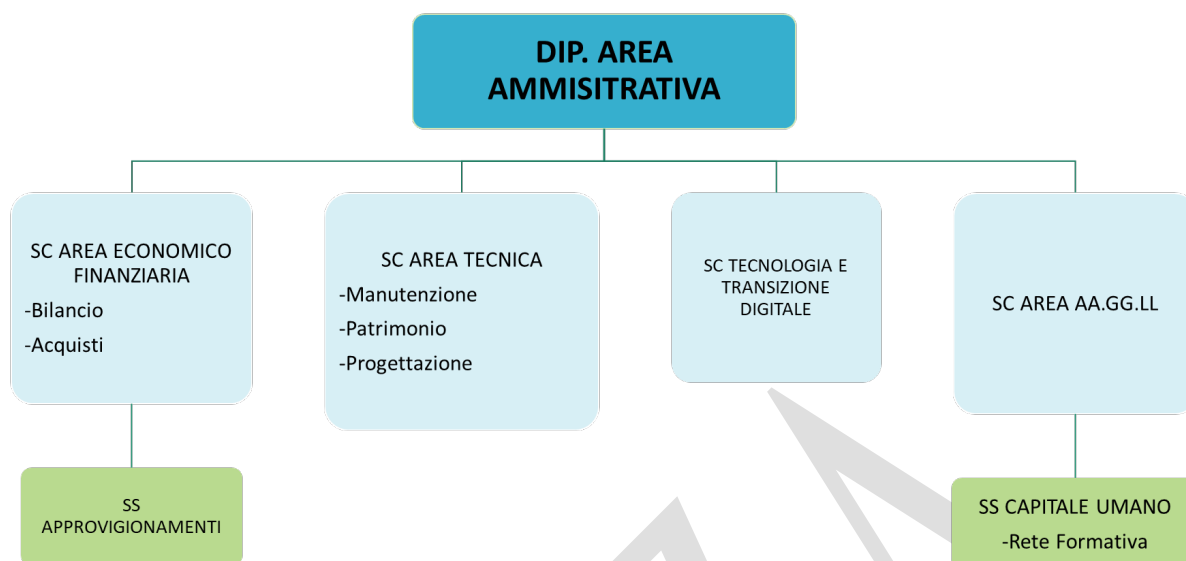 DIP. AREA
AMMISITRATIVA
SC AREA ECONOMICO
FINANZIARIA
-Bilancio
-Acquisti
SC AREA TECNICA
-Manutenzione
-Patrimonio
-Progettazione
SC TECNOLOGIA E
TRANSIZIONE
DIGITALE
SC AREA AA.GG.LL
SS
APPROVIGIONAMENTI
SS CAPITALE UMANO
-Rete Formativa